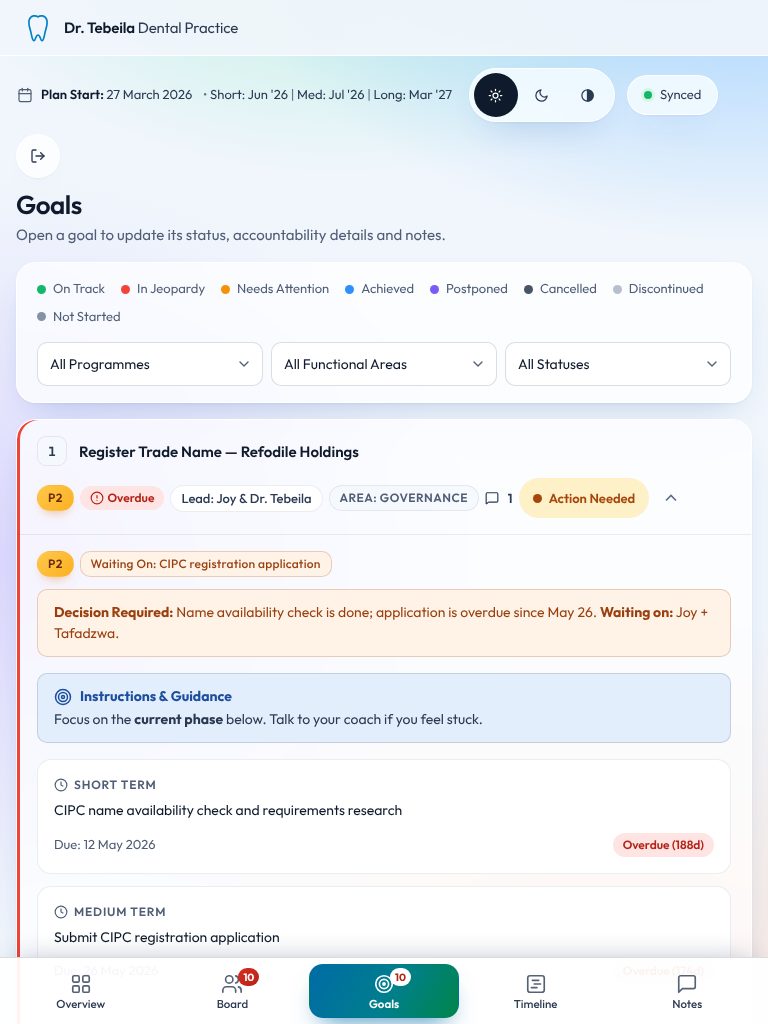 Dr. Tebeila Dental Practice
Plan Start: 27 March 2026 • Short: Jun '26 | Med: Jul '26 | Long: Mar '27
Synced
Goals
Open a goal to update its status, accountability details and notes.
On Track In Jeopardy Needs Attention Achieved Postponed Cancelled Discontinued
Not Started
All Programmes All Functional Areas All Statuses
1 Register Trade Name — Refodile Holdings
P2 Overdue Lead: Joy & Dr. Tebeila AREA: GOVERNANCE 1 Action Needed
P2 Waiting On: CIPC registration application
Decision Required: Name availability check is done; application is overdue since May 26. Waiting on: Joy +
Tafadzwa.
Instructions & Guidance
Focus on the current phase below. Talk to your coach if you feel stuck.
SHORT TERM
CIPC name availability check and requirements research
Due: 12 May 2026 Overdue (188d)
MEDIUM TERM
Submit CIPC registration application
Due: 26 May 2026
10 10
Overview Board Goals Timeline Notes